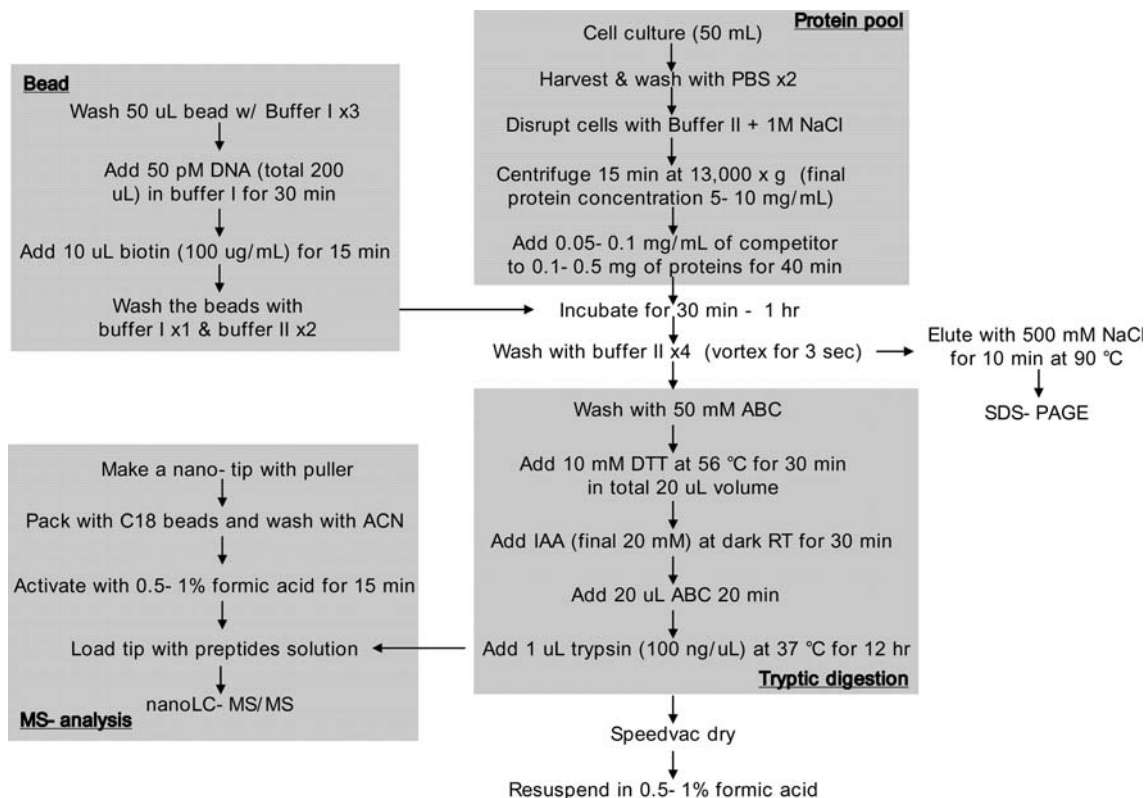 Protein pool
Cell culture (50 mL)
Harvest & wash with PBS x2
Disrupt cells with Buffer II + 1M NaCl
Centrifuge 15 min at 13,000 x g (final
protein concentration 5- 10 mg/mL)
Add 0.05- 0.1 mg/mL of competitor
to 0.1- 0.5 mg of proteins for 40 min
Bead
Wash 50 uL bead w/ Buffer I x3
Add 50 pM DNA (total 200
uL) in buffer I for 30 min
Add 10 uL biotin (100 ug/mL) for 15 min
Wash the beads with
buffer I x1 & buffer II x2
Incubate for 30 min - 1 hr
Wash with buffer II x4 (vortex for 3 sec)
Elute with 500 mM NaCl
for 10 min at 90 °C
SDS- PAGE
Wash with 50 mM ABC
Add 10 mM DTT at 56 °C for 30 min
in total 20 uL volume
Add IAA (final 20 mM) at dark RT for 30 min
Add 20 uL ABC 20 min
Add 1 uL trypsin (100 ng/uL) at 37 °C for 12 hr
Tryptic digestion
Make a nano- tip with puller
Pack with C18 beads and wash with ACN
Activate with 0.5- 1% formic acid for 15 min
Load tip with preptides solution
nanoLC- MS/MS
MS- analysis
Speedvac dry
Resuspend in 0.5- 1% formic acid